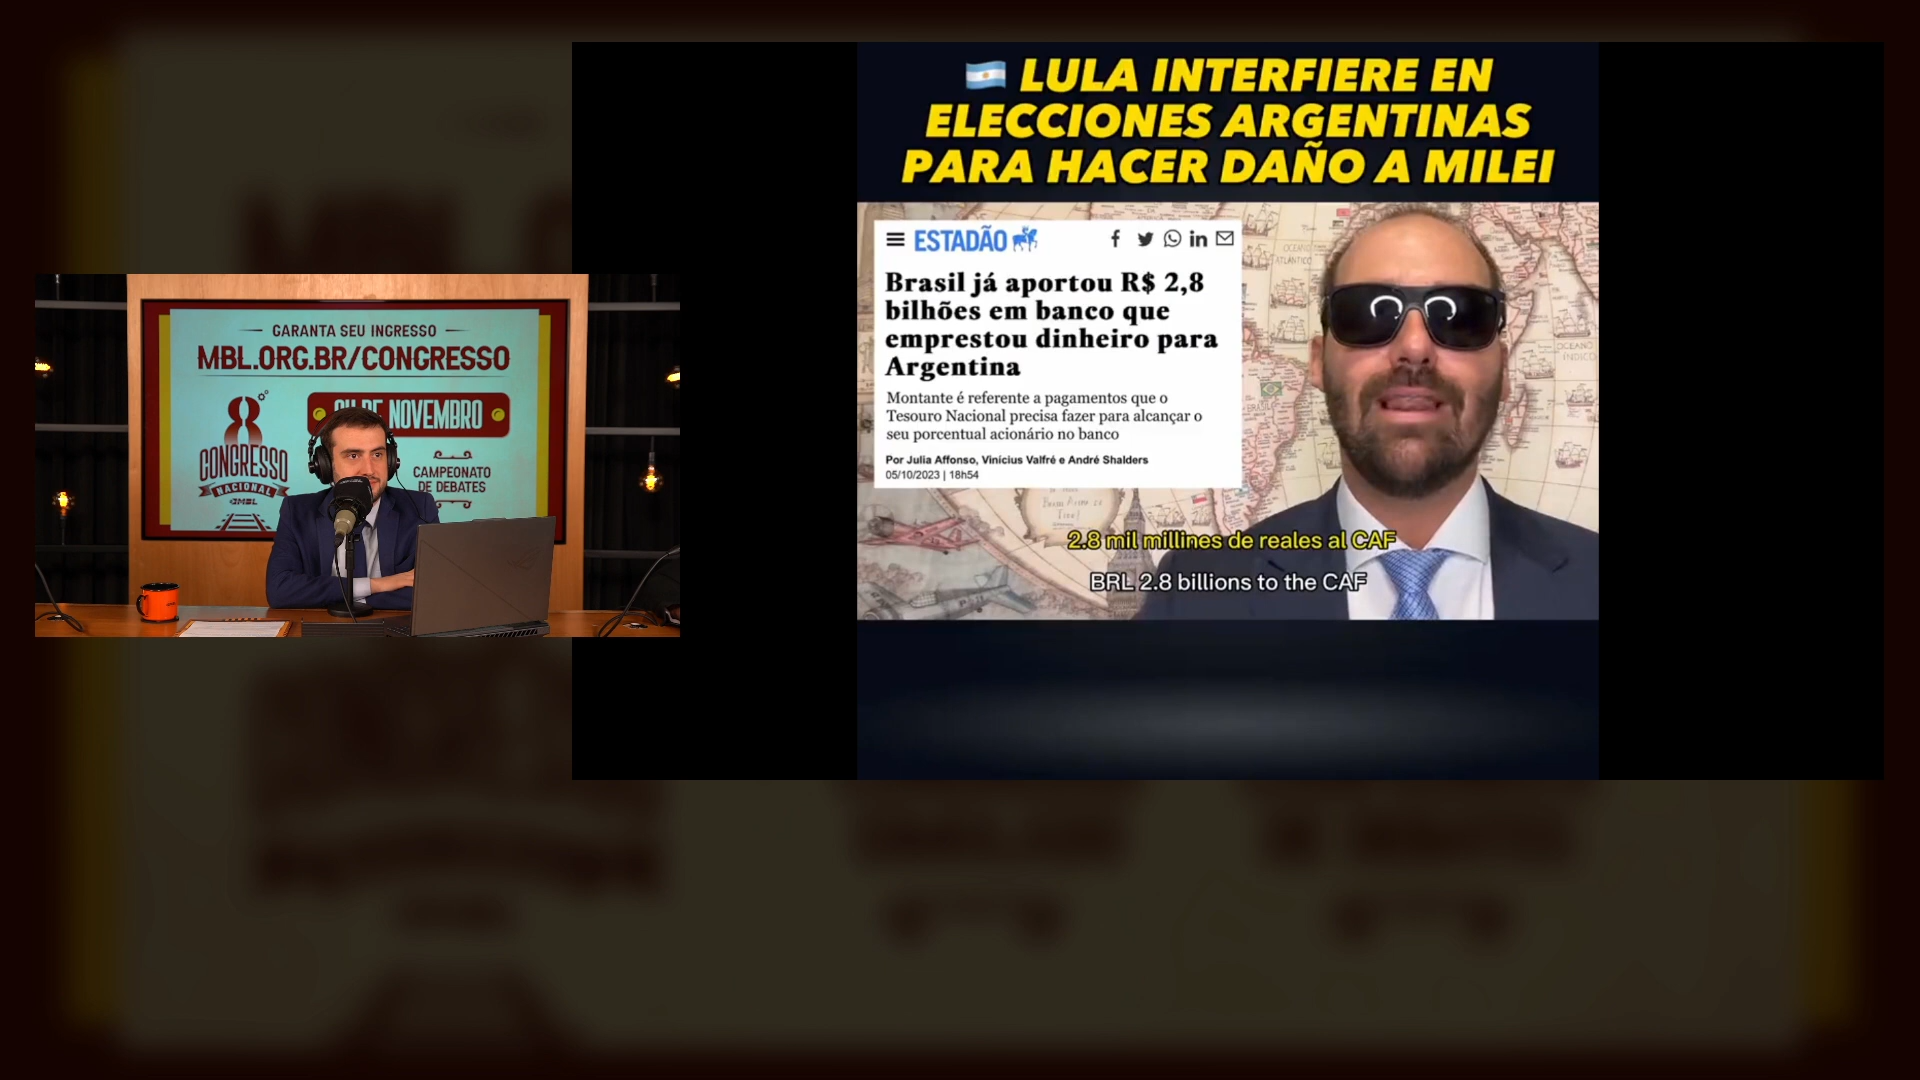 GARANTA SEU INGRESSO
MBL.ORG.BR/CONGRESSO
DE NOVEMBRO
8
CONGRESSO
NACIONAL
MBL
CAMPEONATO
DE DEBATES
LULA INTERFIERE EN
ELECCIONES ARGENTINAS
PARA HACER DAÑO A MILEI
ESTADÃO
Brasil já aportou R$ 2,8
bilhões em banco que
emprestou dinheiro para
Argentina
Montante é referente a pagamentos que o
Tesouro Nacional precisa fazer para alcançar o
seu porcentual acionário no banco
Por Julia Affonso, Vinícius Valfré e André Shalders
05/10/2023 | 18h54
2.8 mil millines de reales al CAF
BRL 2.8 billions to the CAF